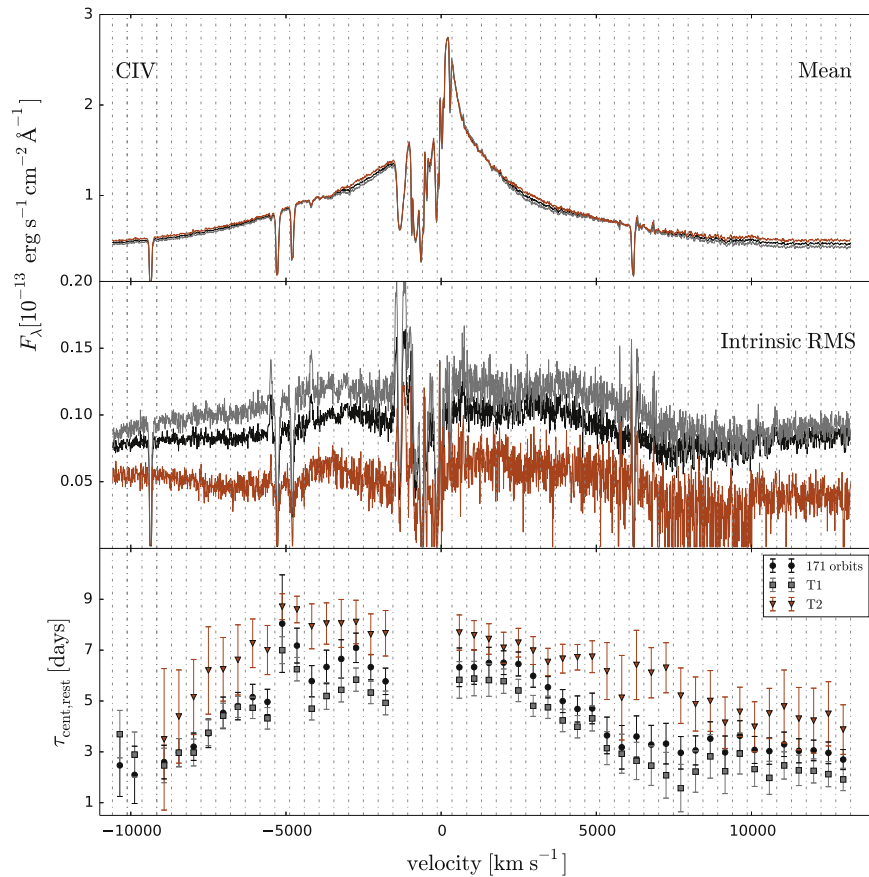 3
2
1
CIV
Mean
F_λ[10^{-13} erg s^{-1} cm^{-2} Å^{-1}]
0.20
0.15
0.10
0.05
Intrinsic RMS
9
7
5
3
1
τ_{cent,rest} [days]
171 orbits
T1
T2
−10000 −5000 0 5000 10000
velocity [km s^{-1}]